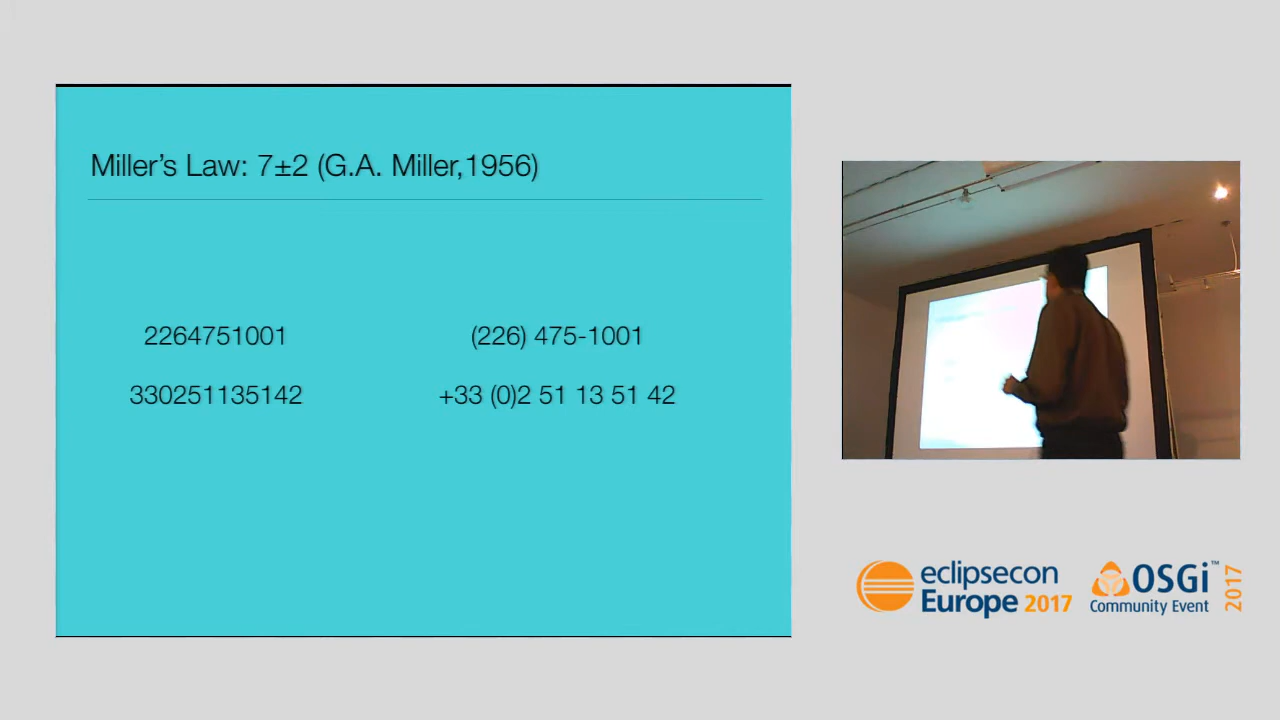 Miller's Law: 7±2 (G.A. Miller,1956)
2264751001 (226) 475-1001
330251135142 +33 (0)2 51 13 51 42
eclipsecon
Europe 2017
OSGi™
Community Event
2017